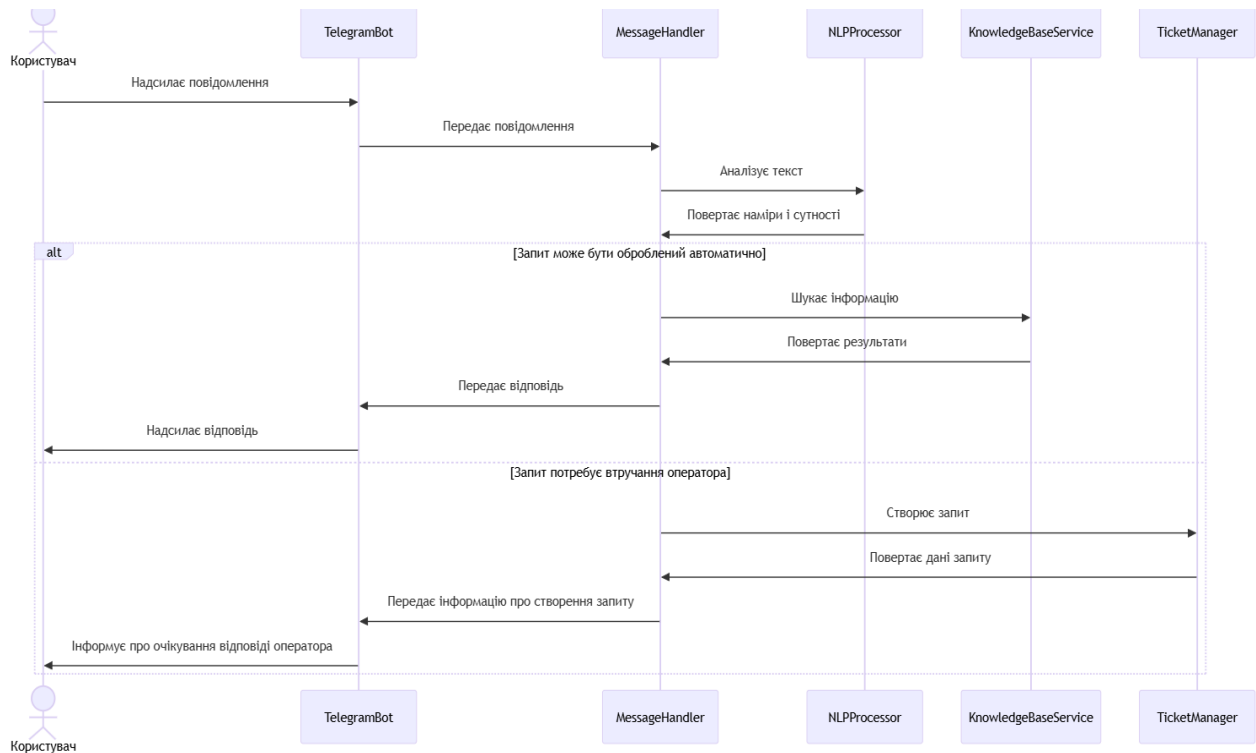 TelegramBot
MessageHandler
NLPProcessor
KnowledgeBaseService
TicketManager
Користувач
Надсилає повідомлення
Передає повідомлення
Аналізує текст
Повертає наміри і сутності
alt
[Запит може бути оброблений автоматично]
Шукає інформацію
Повертає результати
Передає відповідь
Надсилає відповідь
[Запит потребує втручання оператора]
Створює запит
Повертає дані запиту
Передає інформацію про створення запиту
Інформує про очікування відповіді оператора
TelegramBot
MessageHandler
NLPProcessor
KnowledgeBaseService
TicketManager
Користувач